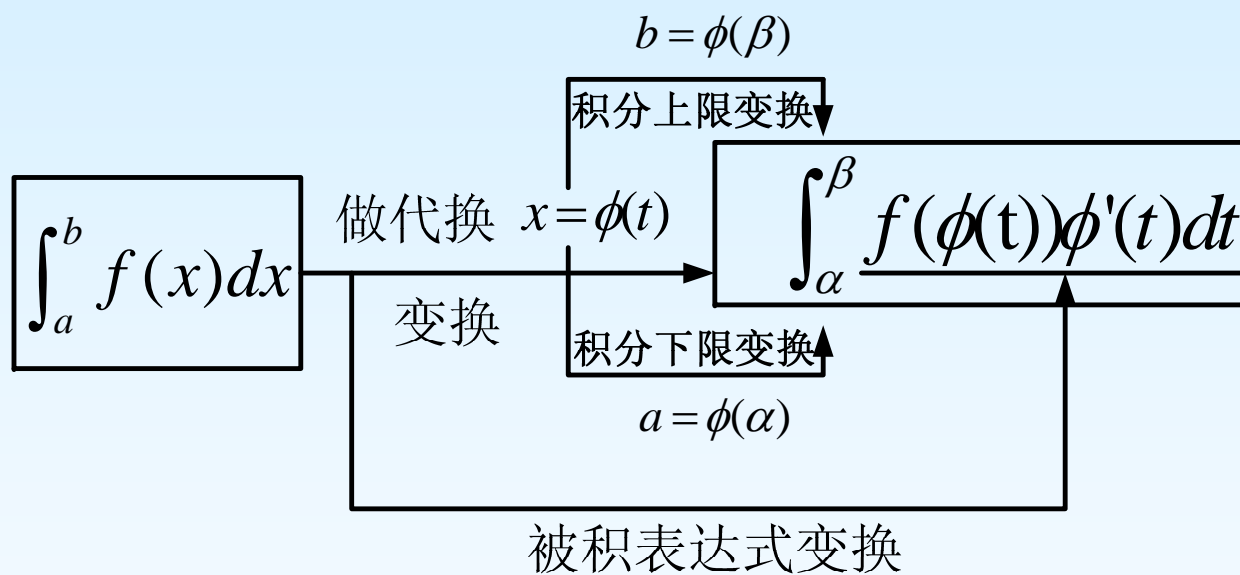 b = ϕ(β)
积分上限变换
∫_a^b f(x)dx
做代换 x = ϕ(t)
变换
∫_α^β f(ϕ(t))ϕ'(t)dt
积分下限变换
a = ϕ(α)
被积表达式变换